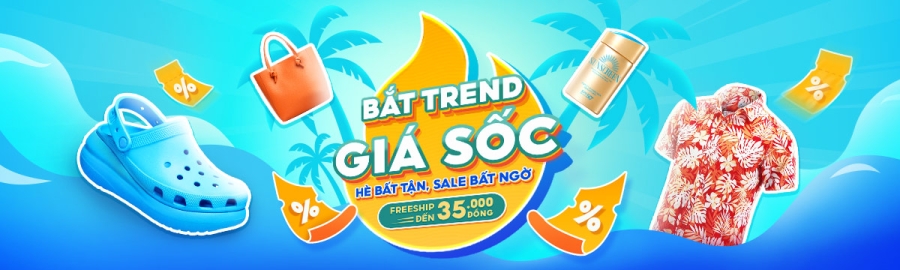 BẮT TREND
GIÁ SỐC
HÈ BẤT TẬN, SALE BẤT NGỜ
FREESHIP
ĐẾN 35.000
ĐỒNG
%
%
%
%